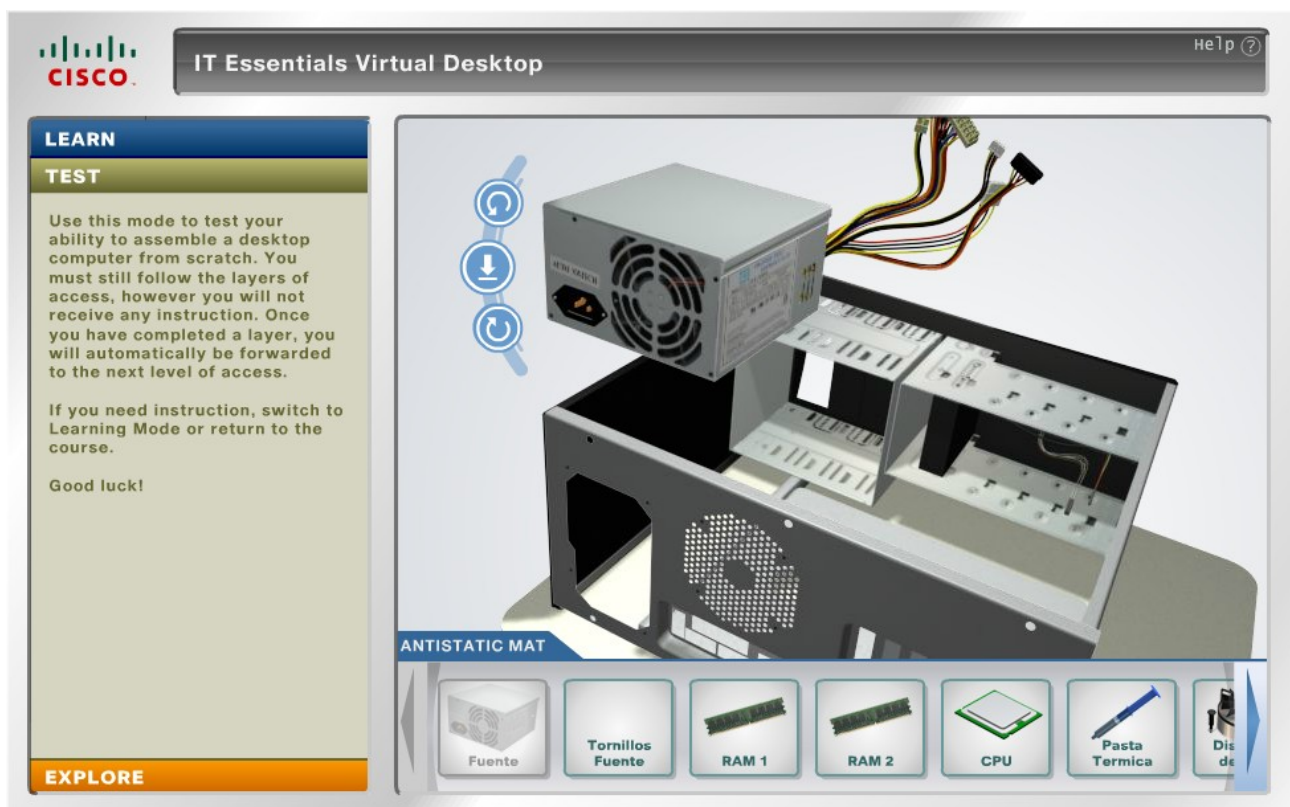 CISCO
IT Essentials Virtual Desktop
Help ?
LEARN
TEST
Use this mode to test your
ability to assemble a desktop
computer from scratch. You
must still follow the layers of
access, however you will not
receive any instruction. Once
you have completed a layer, you
will automatically be forwarded
to the next level of access.
If you need instruction, switch to
Learning Mode or return to the
course.
Good luck!
EXPLORE
ANTISTATIC MAT
Fuente
Tornillos
Fuente
RAM 1
RAM 2
CPU
Pasta
Termica